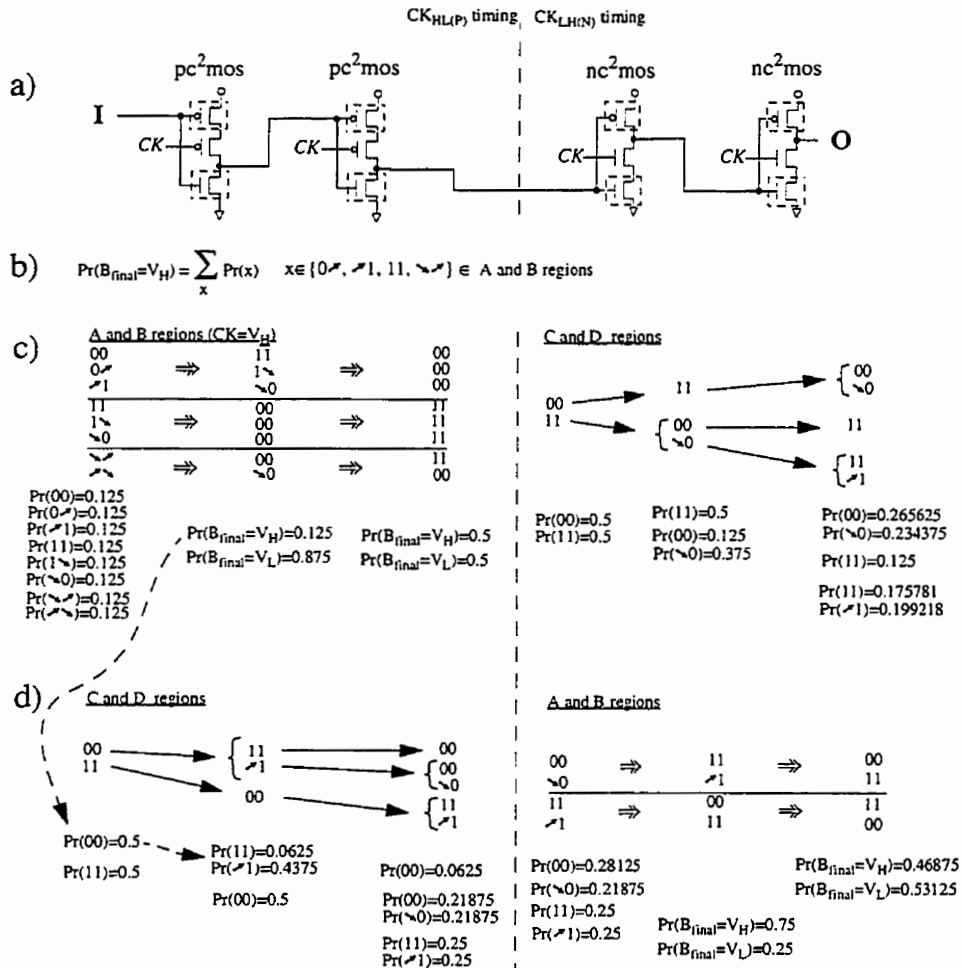 CK_HL(P) timing
CK_LH(N) timing
a)
pc²mos
pc²mos
nc²mos
nc²mos
I
CK
CK
CK
CK
O
b)
Pr(B_final=V_H) = ∑_x Pr(x)   x∈{0↗, ↗1, 11, ↘↗} ∈ A and B regions
c)
A and B regions (CK=V_H)
00   11   00
0↗ ⇒ 1↘ ⇒ 00
↗1   ↘0   00
11   00   11
1↘ ⇒ 00 ⇒ 11
↘0   00   11
↘↗ ⇒ 00 ⇒ 11
↗↘   ↘0   00
Pr(00)=0.125
Pr(0↗)=0.125
Pr(↗1)=0.125
Pr(11)=0.125
Pr(1↘)=0.125
Pr(↘0)=0.125
Pr(↘↗)=0.125
Pr(↗↘)=0.125
Pr(B_final=V_H)=0.125
Pr(B_final=V_L)=0.875
Pr(B_final=V_H)=0.5
Pr(B_final=V_L)=0.5
C and D regions
00
11
11
00
↘0
00
↘0
11
11
↗1
Pr(00)=0.5
Pr(11)=0.5
Pr(11)=0.5
Pr(00)=0.125
Pr(↘0)=0.375
Pr(00)=0.265625
Pr(↘0)=0.234375
Pr(11)=0.125
Pr(11)=0.175781
Pr(↗1)=0.199218
d)
C and D regions
00
11
11
↗1
00
00
00
↘0
11
↗1
Pr(00)=0.5
Pr(11)=0.5
Pr(11)=0.0625
Pr(↗1)=0.4375
Pr(00)=0.5
Pr(00)=0.0625
Pr(00)=0.21875
Pr(↘0)=0.21875
Pr(11)=0.25
Pr(↗1)=0.25
A and B regions
00 ⇒ 11 ⇒ 00
↘0   ↗1   11
11 ⇒ 00 ⇒ 11
↗1   11   00
Pr(00)=0.28125
Pr(↘0)=0.21875
Pr(11)=0.25
Pr(↗1)=0.25
Pr(B_final=V_H)=0.75
Pr(B_final=V_L)=0.25
Pr(B_final=V_H)=0.46875
Pr(B_final=V_L)=0.53125